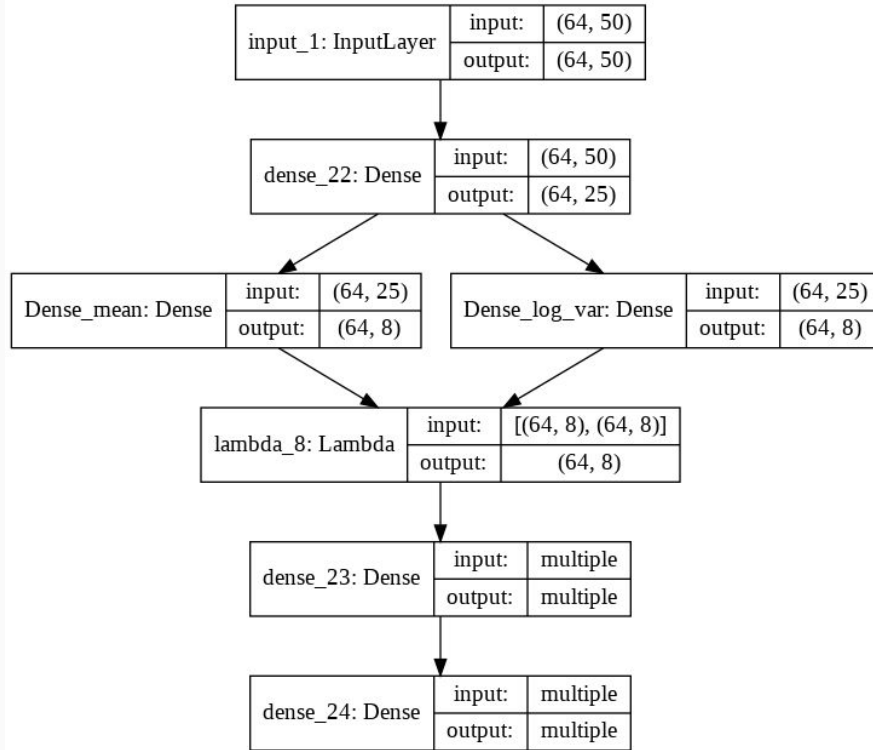 input_1: InputLayer
input: (64, 50)
output: (64, 50)
dense_22: Dense
input: (64, 50)
output: (64, 25)
Dense_mean: Dense
input: (64, 25)
output: (64, 8)
Dense_log_var: Dense
input: (64, 25)
output: (64, 8)
lambda_8: Lambda
input: [(64, 8), (64, 8)]
output: (64, 8)
dense_23: Dense
input: multiple
output: multiple
dense_24: Dense
input: multiple
output: multiple